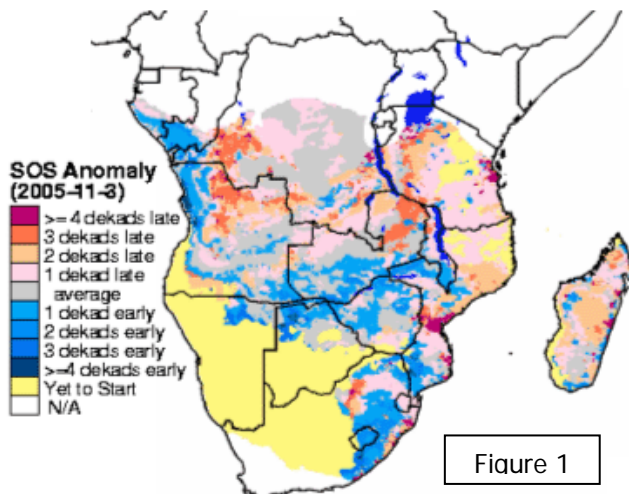 SOS Anomaly
(2005-11-3)
>= 4 dekads late
3 dekads late
2 dekads late
1 dekad late
average
1 dekad early
2 dekads early
3 dekads early
>=4 dekads early
Yet to Start
N/A
Figure 1